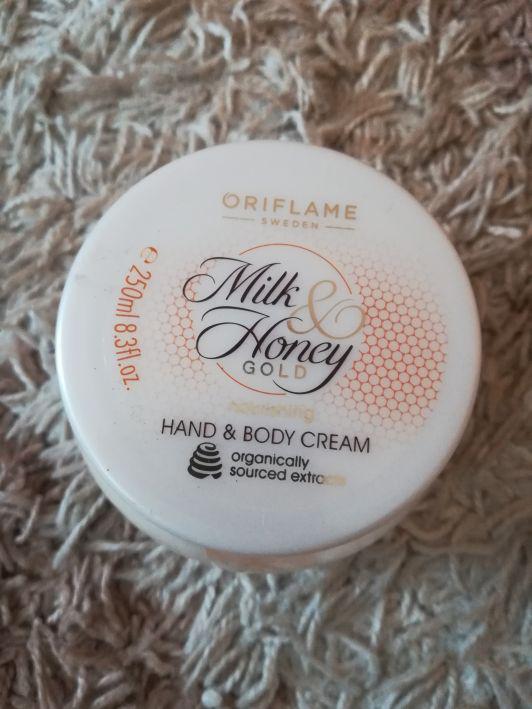 ORIFLAME
SWEDEN
Milk &
Honey
GOLD
nourishing
HAND & BODY CREAM
organically
sourced extracts
e 250ml 8.3fl.oz.